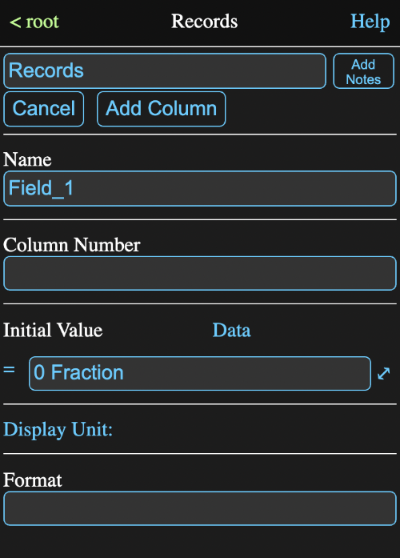 < root Records Help
Records Add Notes
Cancel Add Column
Name
Field_1
Column Number
Initial Value Data
= 0 Fraction
Display Unit:
Format